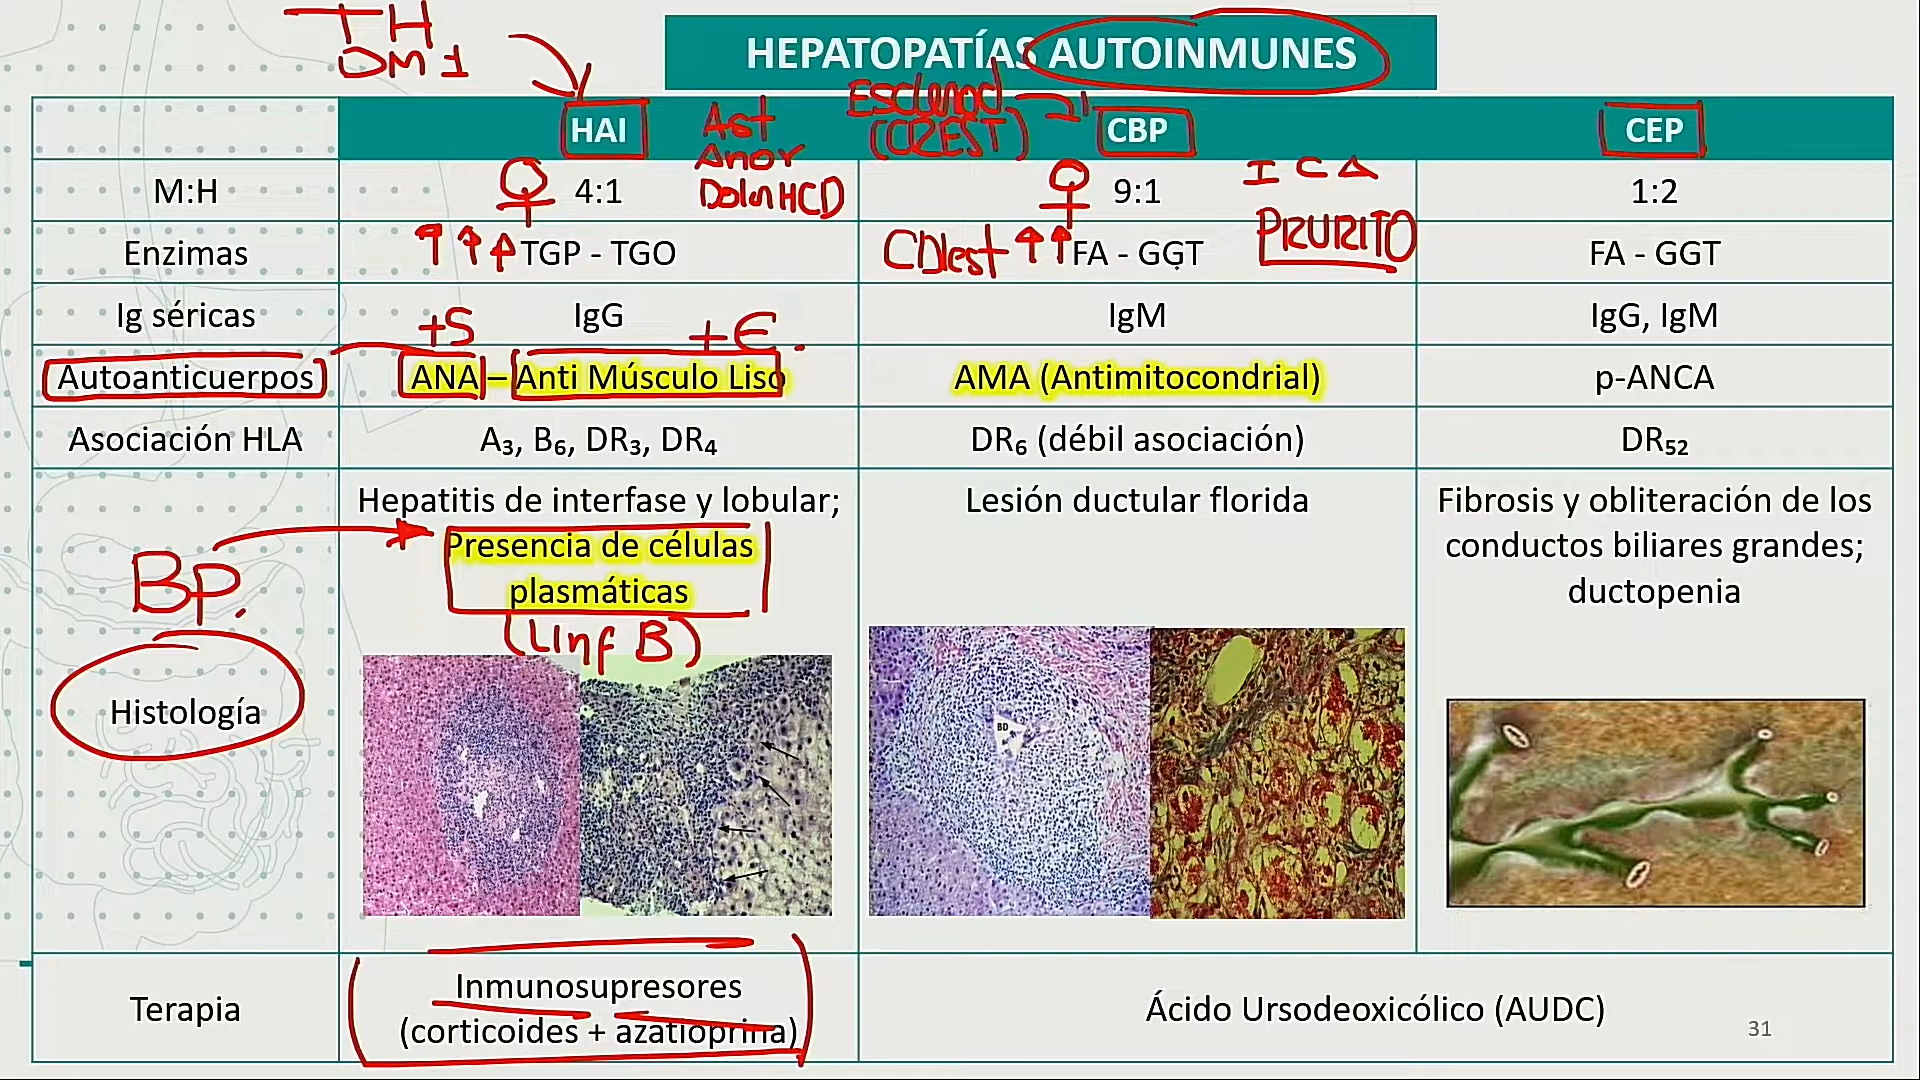 TH
DM1
HEPATOPATÍAS AUTOINMUNES
HAI
Ast
Anor
Dolor HCD
Esclerod
(CREST)
CBP
CEP
M:H
4:1
9:1
I C A
PRURITO
1:2
Enzimas
TGP - TGO
FA - GGT
FA - GGT
Ig séricas
IgG
IgM
IgG, IgM
+S
+E.
Autoanticuerpos
ANA – Anti Músculo Liso
AMA (Antimitocondrial)
p-ANCA
Asociación HLA
A₃, B₆, DR₃, DR₄
DR₆ (débil asociación)
DR₅₂
BP.
Histología
Hepatitis de interfase y lobular;
Presencia de células
plasmáticas
(Linf B)
Lesión ductular florida
BD
Fibrosis y obliteración de los
conductos biliares grandes;
ductopenia
Terapia
Inmunosupresores
(corticoides + azatioprina)
Ácido Ursodeoxicólico (AUDC)
31